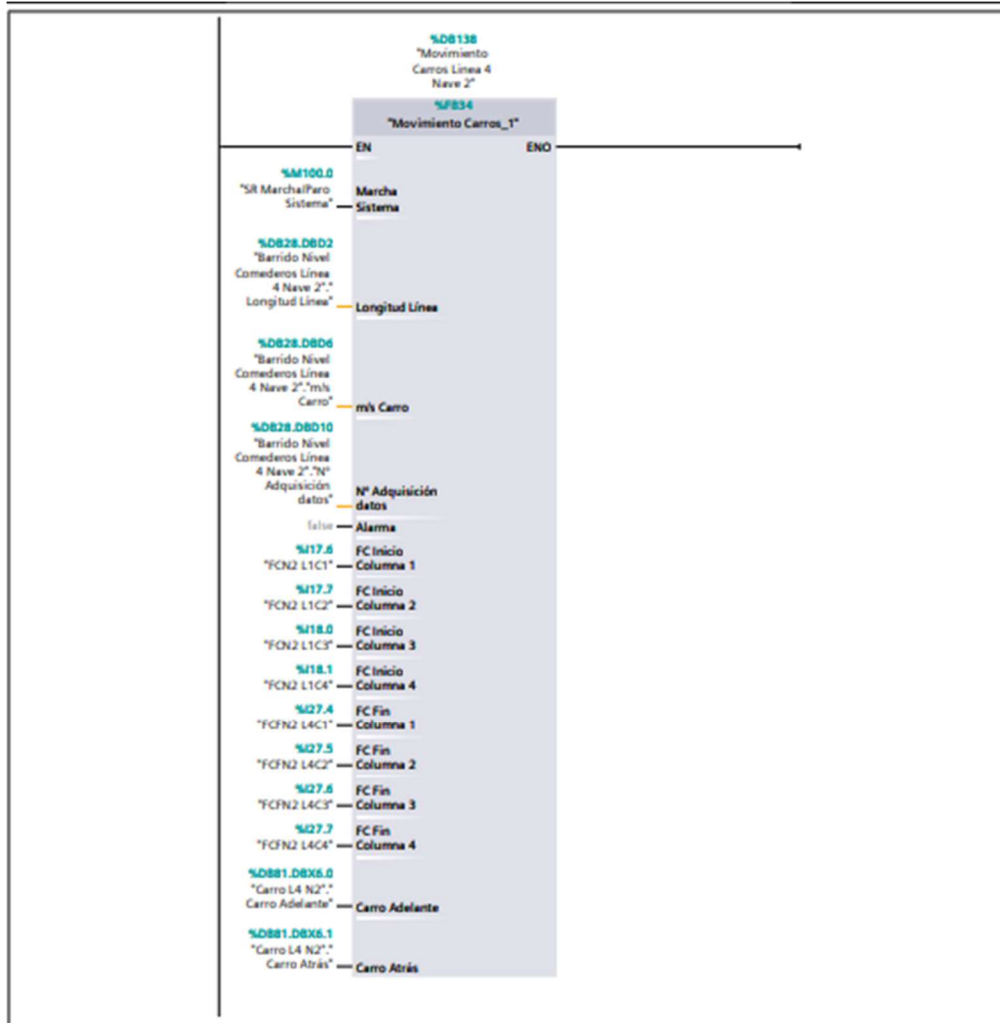 %DB138
"Movimiento
Carros Linea 4
Nave 2"
%FB34
"Movimiento Carros_1"
EN
ENO
%M100.0
"SR Marcha/Paro
Sistema"
Marcha
Sistema
%DB28.DBD2
"Barrido Nivel
Comederos Línea
4 Nave 2"."
Longitud Línea"
Longitud Línea
%DB28.DBD6
"Barrido Nivel
Comederos Línea
4 Nave 2"."m/s
Carro"
m/s Carro
%DB28.DBD10
"Barrido Nivel
Comederos Línea
4 Nave 2"."Nº
Adquisición
datos"
Nº Adquisición
datos
false
Alarma
%I17.6
"FCN2 L1C1"
FC Inicio
Columna 1
%I17.7
"FCN2 L1C2"
FC Inicio
Columna 2
%I18.0
"FCN2 L1C3"
FC Inicio
Columna 3
%I18.1
"FCN2 L1C4"
FC Inicio
Columna 4
%I27.4
"FCFN2 L4C1"
FC Fin
Columna 1
%I27.5
"FCFN2 L4C2"
FC Fin
Columna 2
%I27.6
"FCFN2 L4C3"
FC Fin
Columna 3
%I27.7
"FCFN2 L4C4"
FC Fin
Columna 4
%DB81.DBX6.0
"Carro L4 N2"."
Carro Adelante"
Carro Adelante
%DB81.DBX6.1
"Carro L4 N2"."
Carro Atrás"
Carro Atrás